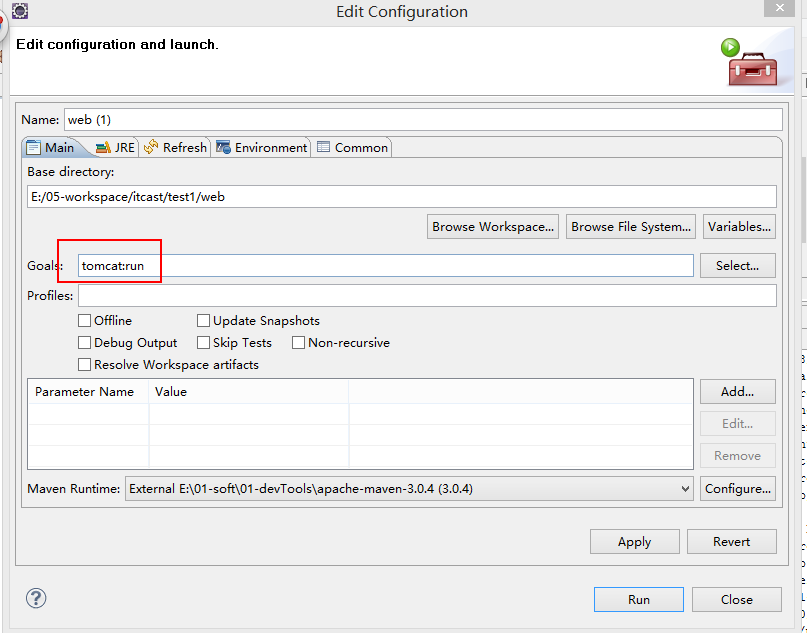 Edit Configuration
Edit configuration and launch.
Name: web (1)
Main JRE Refresh Environment Common
Base directory:
E:/05-workspace/itcast/test1/web
Browse Workspace... Browse File System... Variables...
Goals: tomcat:run Select...
Profiles:
Offline Update Snapshots
Debug Output Skip Tests Non-recursive
Resolve Workspace artifacts
Parameter Name Value
Add...
Edit...
Remove
Maven Runtime: External E:\01-soft\01-devTools\apache-maven-3.0.4 (3.0.4) Configure...
Apply Revert
Run Close